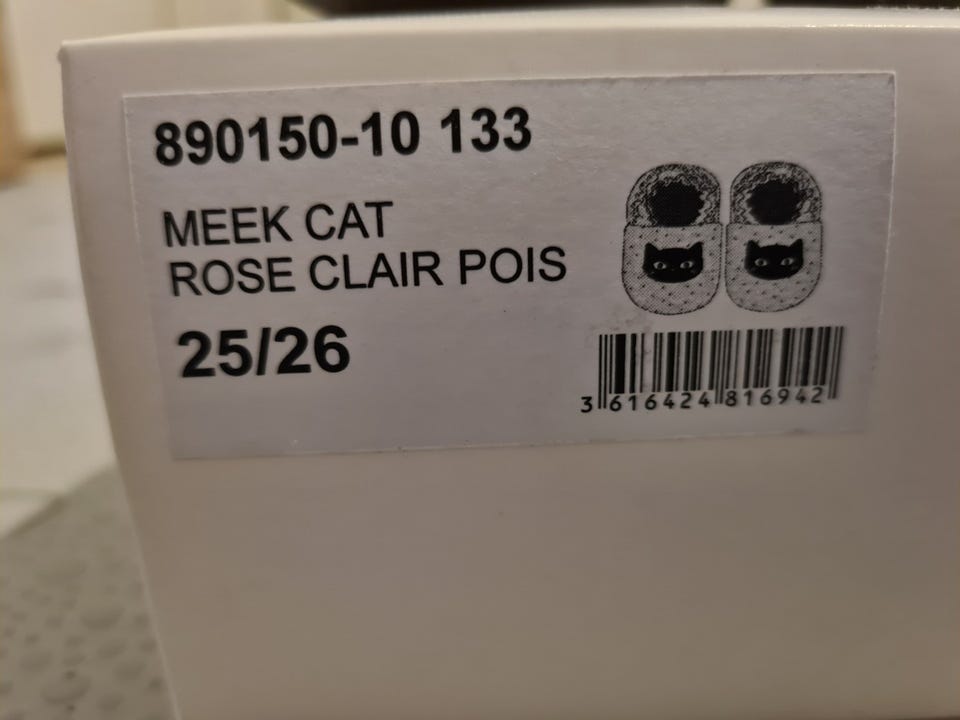 890150-10 133
MEEK CAT
ROSE CLAIR POIS
25/26
3 616424 816942